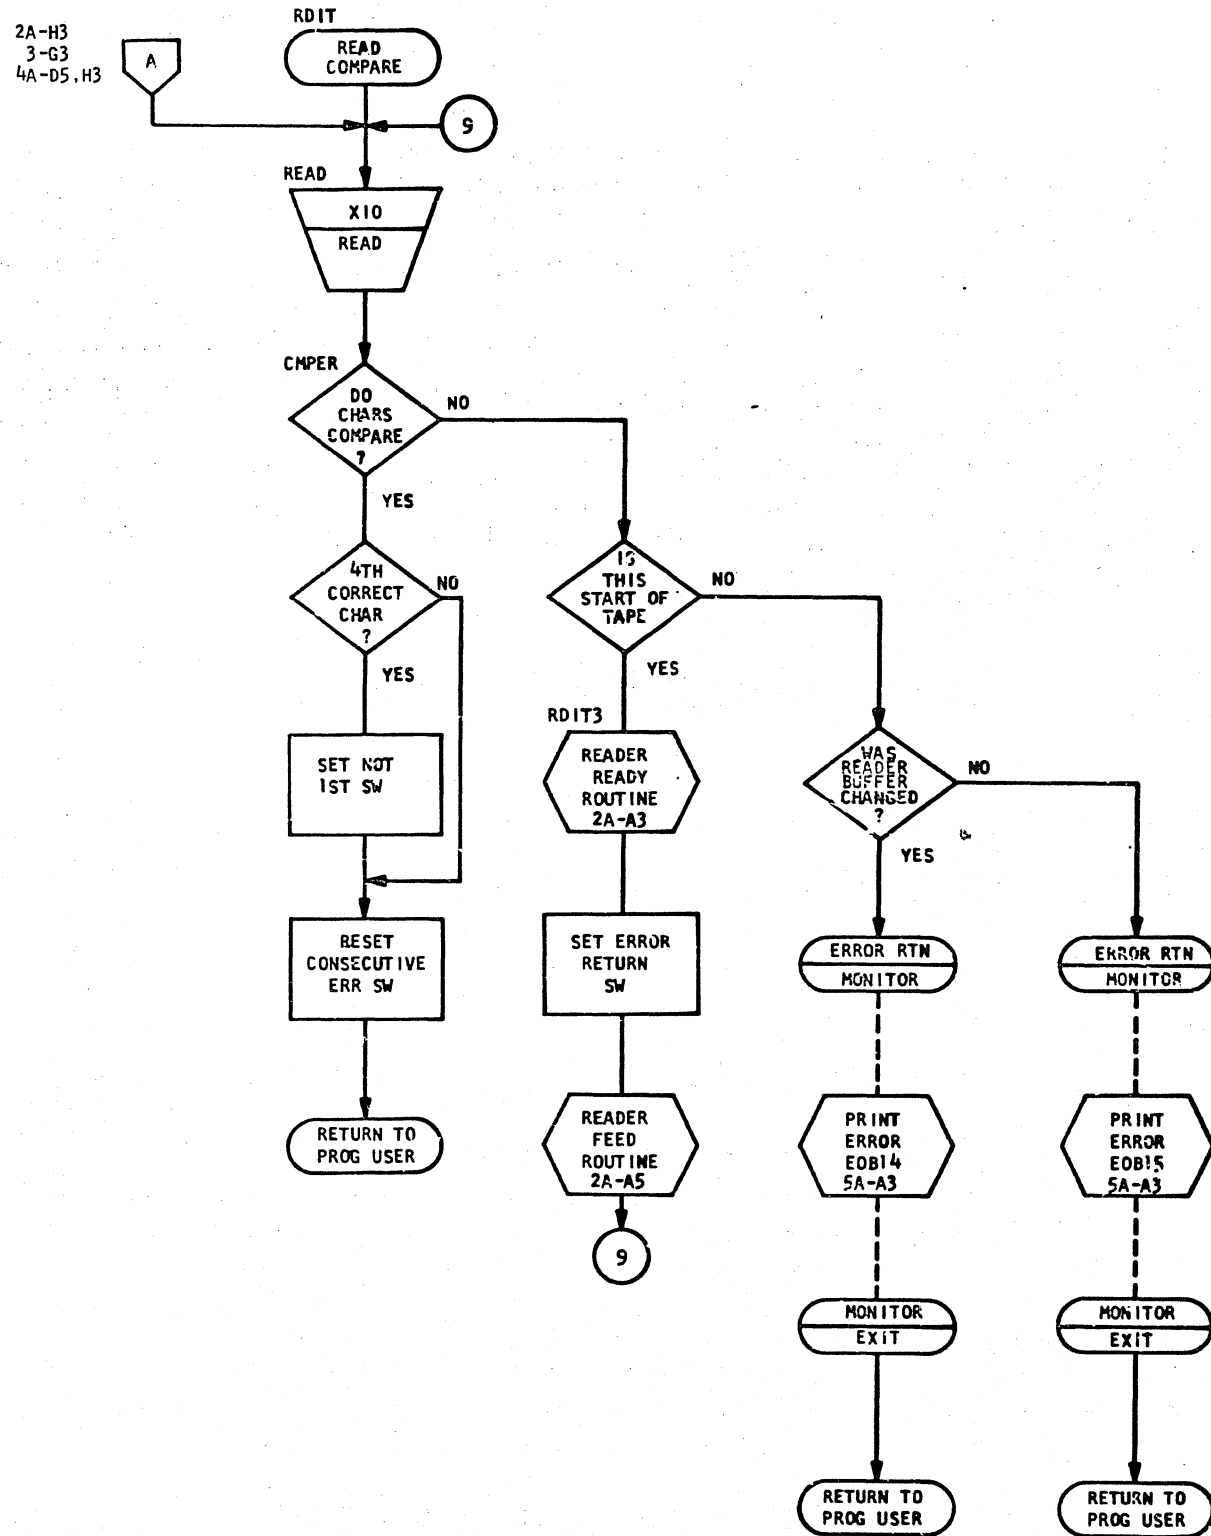 2A-H3
3-G3
4A-D5,H3
A
RDIT
READ
COMPARE
9
READ
XIO
READ
CMPER
DO
CHARS
COMPARE
?
NO
YES
4TH
CORRECT
CHAR
?
NO
YES
IS
THIS
START OF
TAPE
NO
YES
SET NOT
1ST SW
RDIT3
READER
READY
ROUTINE
2A-A3
WAS
READER
BUFFER
CHANGED
?
NO
YES
RESET
CONSECUTIVE
ERR SW
SET ERROR
RETURN
SW
ERROR RTN
MONITOR
ERROR RTN
MONITOR
RETURN TO
PROG USER
READER
FEED
ROUTINE
2A-A5
PRINT
ERROR
EOB14
5A-A3
PRINT
ERROR
EOB15
5A-A3
9
MONITOR
EXIT
MONITOR
EXIT
RETURN TO
PROG USER
RETURN TO
PROG USER